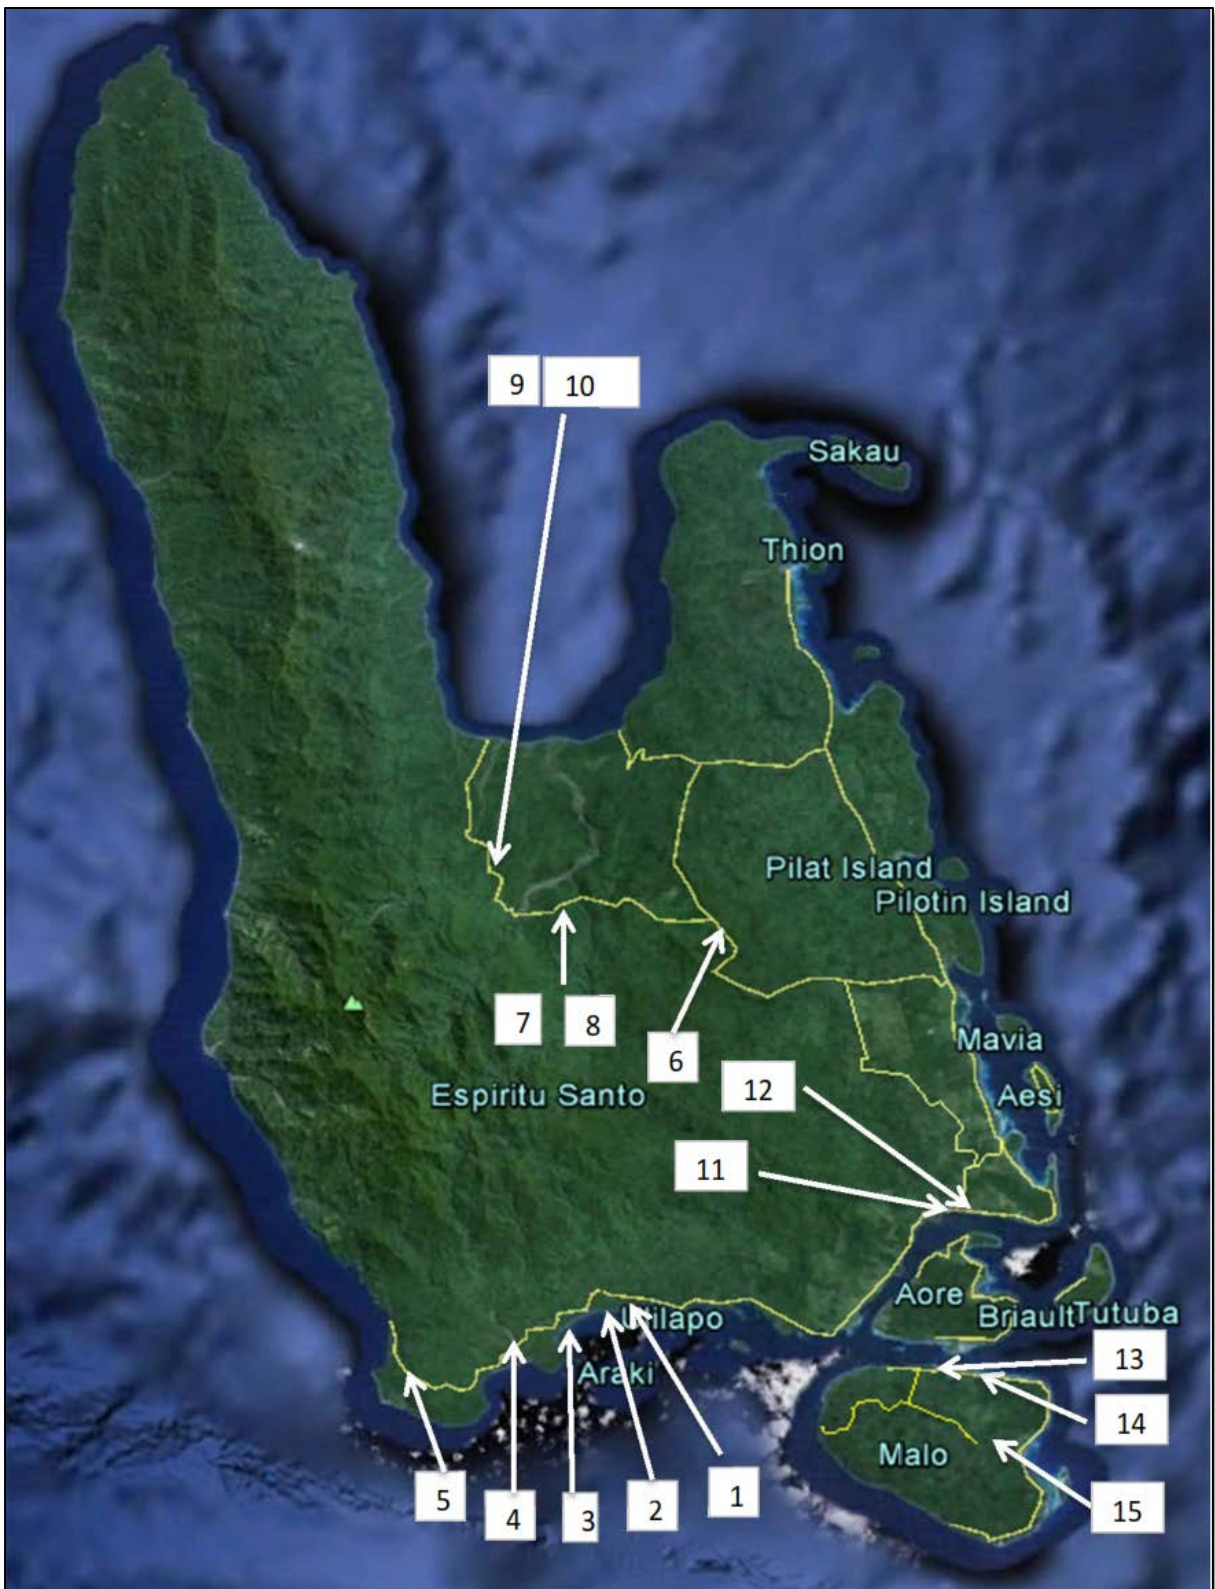 9 10
Sakau
Thion
Pilat Island
Pilotin Island
7 8
6
Mavia
12
Aesi
Espiritu Santo
11
Aore
Briault Tutuba
Araki
13
14
Malo
5
4
3
2
1
15